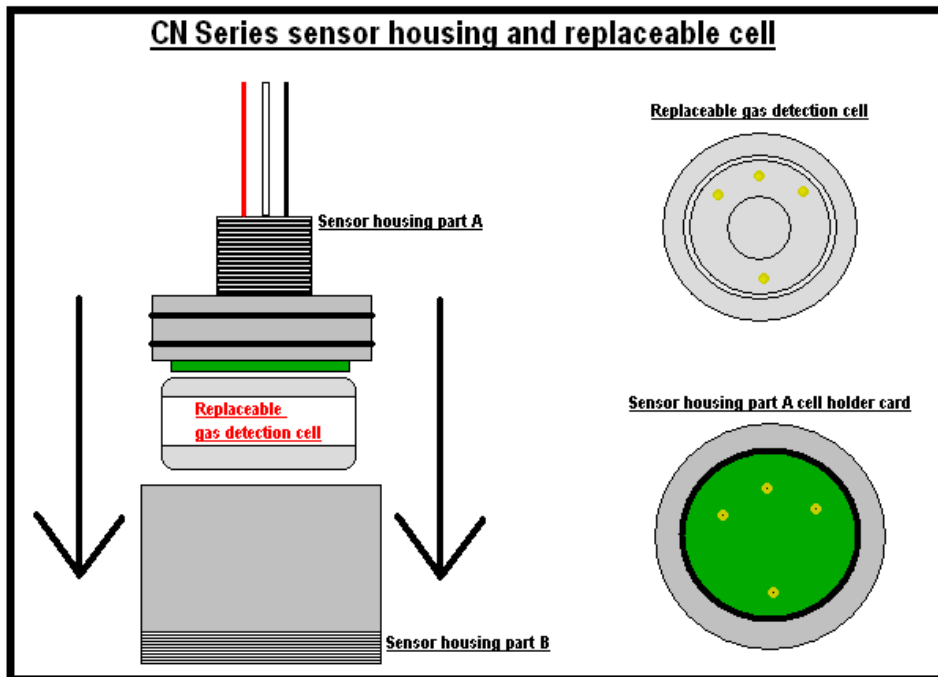 CN Series sensor housing and replaceable cell
Replaceable gas detection cell
Sensor housing part A
Replaceable
gas detection cell
Sensor housing part A cell holder card
Sensor housing part B